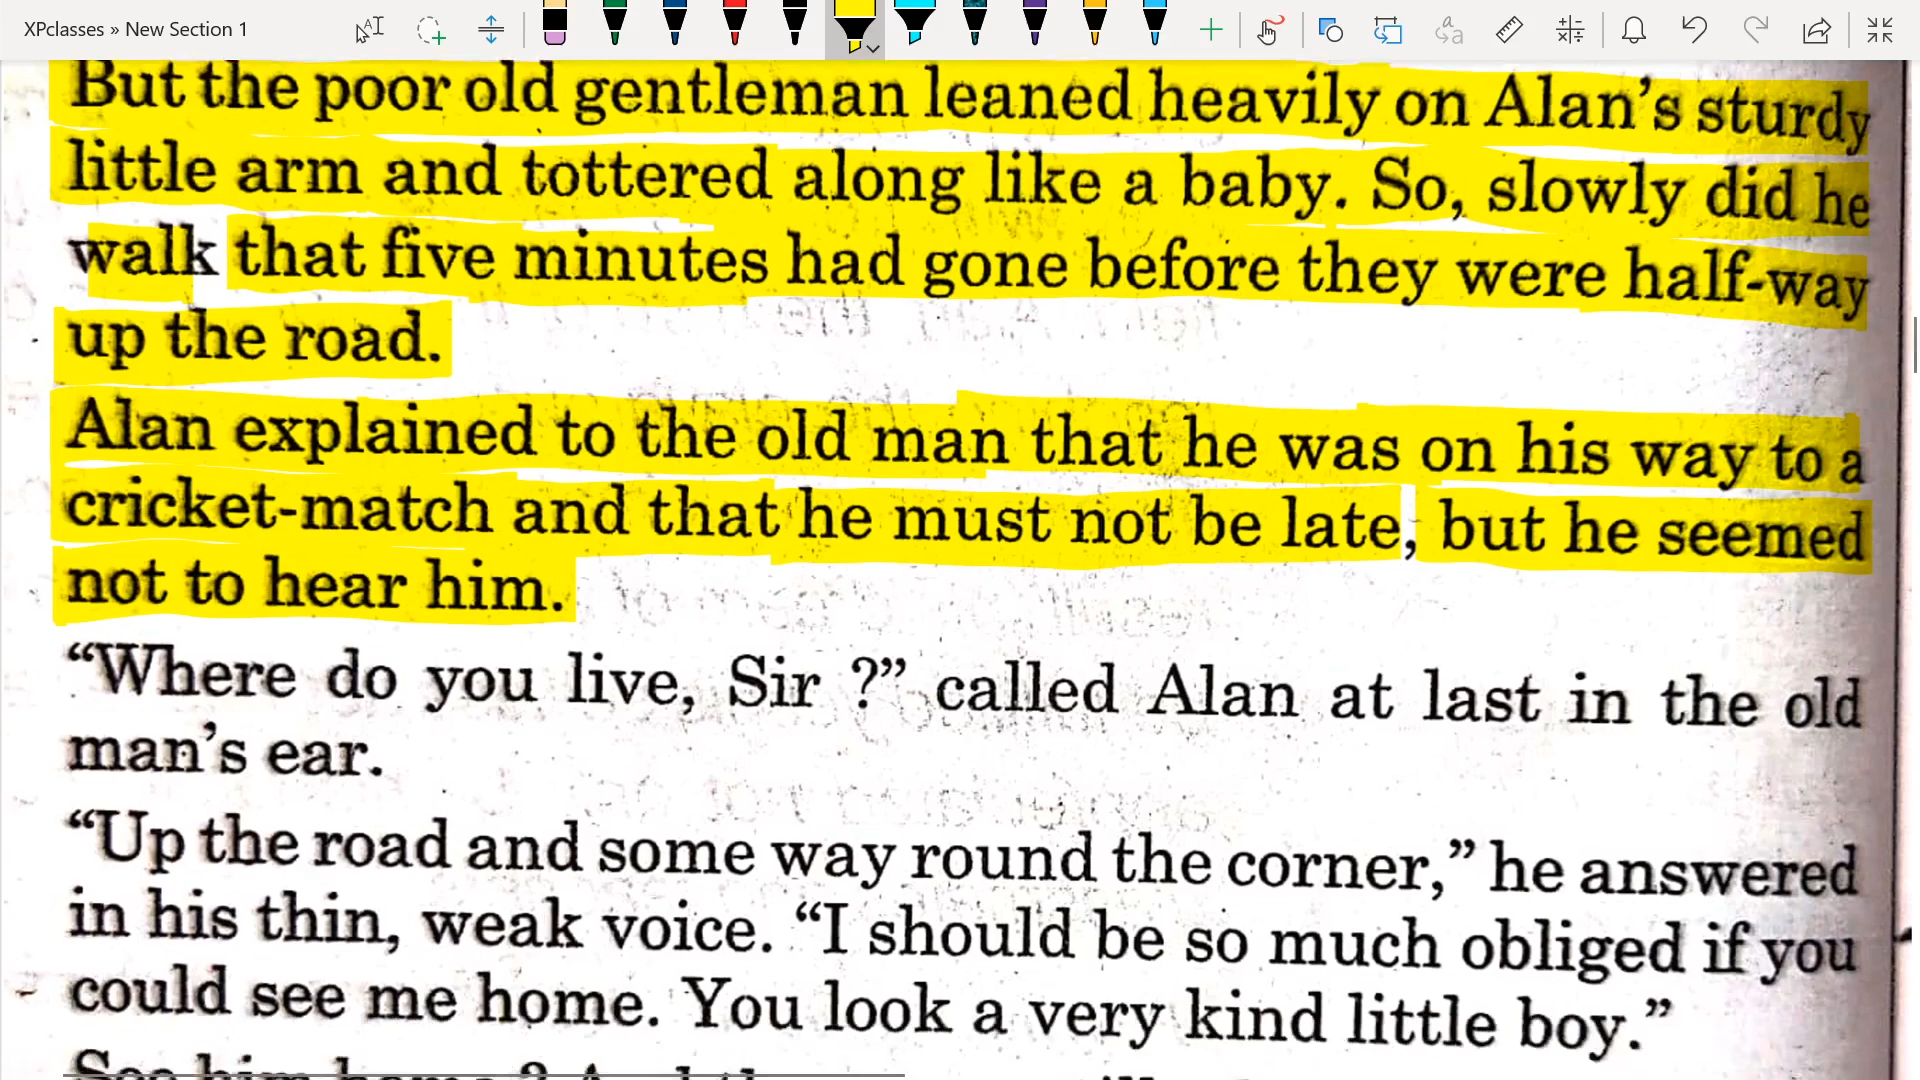 XPclasses » New Section 1
But the poor old gentleman leaned heavily on Alan's sturdy
little arm and tottered along like a baby. So, slowly did he
walk that five minutes had gone before they were half-way
up the road.
Alan explained to the old man that he was on his way to a
cricket-match and that he must not be late, but he seemed
not to hear him.
“Where do you live, Sir ?” called Alan at last in the old
man's ear.
“Up the road and some way round the corner,” he answered
in his thin, weak voice. “I should be so much obliged if you
could see me home. You look a very kind little boy.”
See him home ?